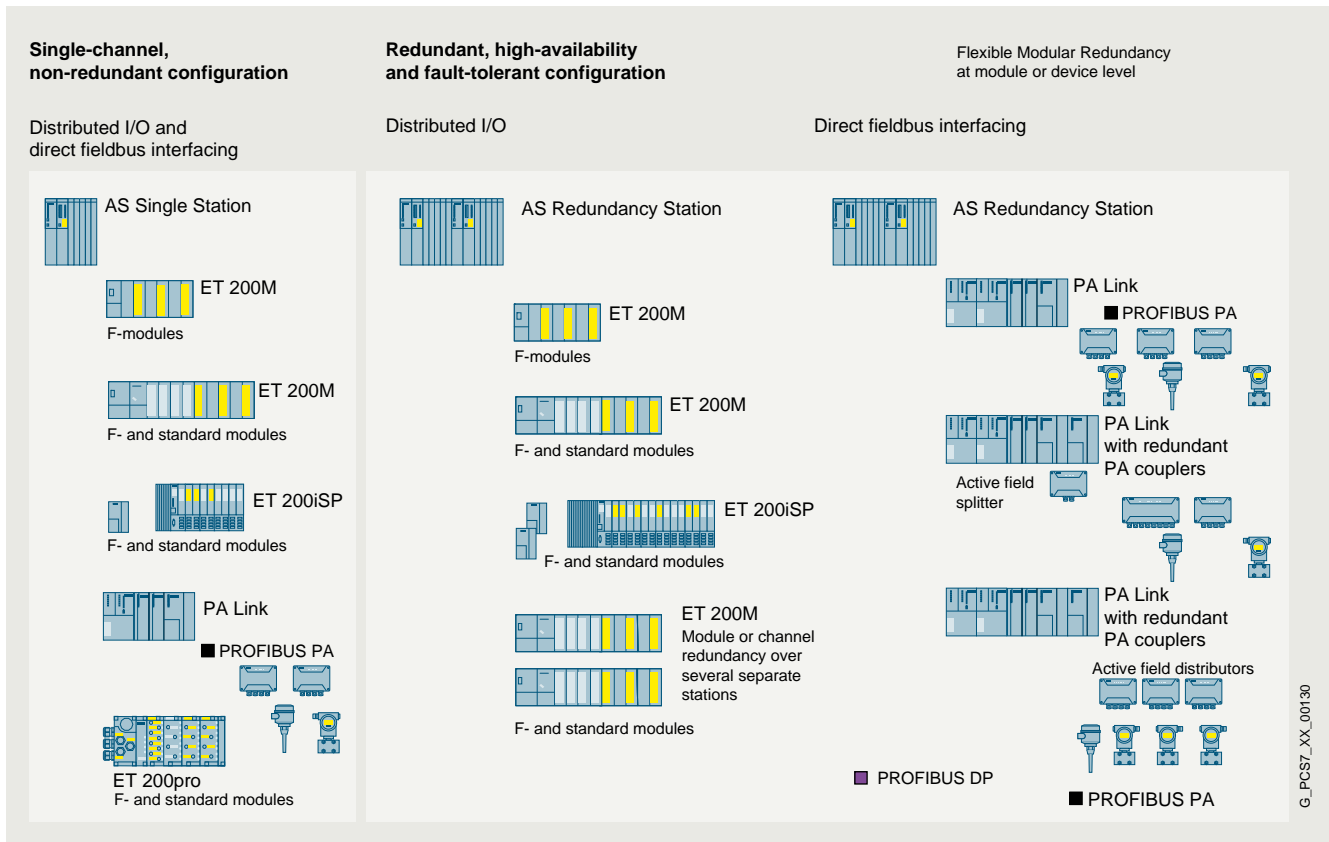 Single-channel,
non-redundant configuration
Redundant, high-availability
and fault-tolerant configuration
Flexible Modular Redundancy
at module or device level
Distributed I/O and
direct fieldbus interfacing
Distributed I/O
Direct fieldbus interfacing
AS Single Station
ET 200M
F-modules
ET 200M
F- and standard modules
ET 200iSP
F- and standard modules
PA Link
PROFIBUS PA
ET 200pro
F- and standard modules
AS Redundancy Station
ET 200M
F-modules
ET 200M
F- and standard modules
ET 200iSP
F- and standard modules
ET 200M
Module or channel
redundancy over
several separate
stations
F- and standard modules
AS Redundancy Station
PA Link
PROFIBUS PA
PA Link
with redundant
PA couplers
Active field
splitter
PA Link
with redundant
PA couplers
Active field distributors
PROFIBUS DP
PROFIBUS PA
G_PCS7_XX_00130